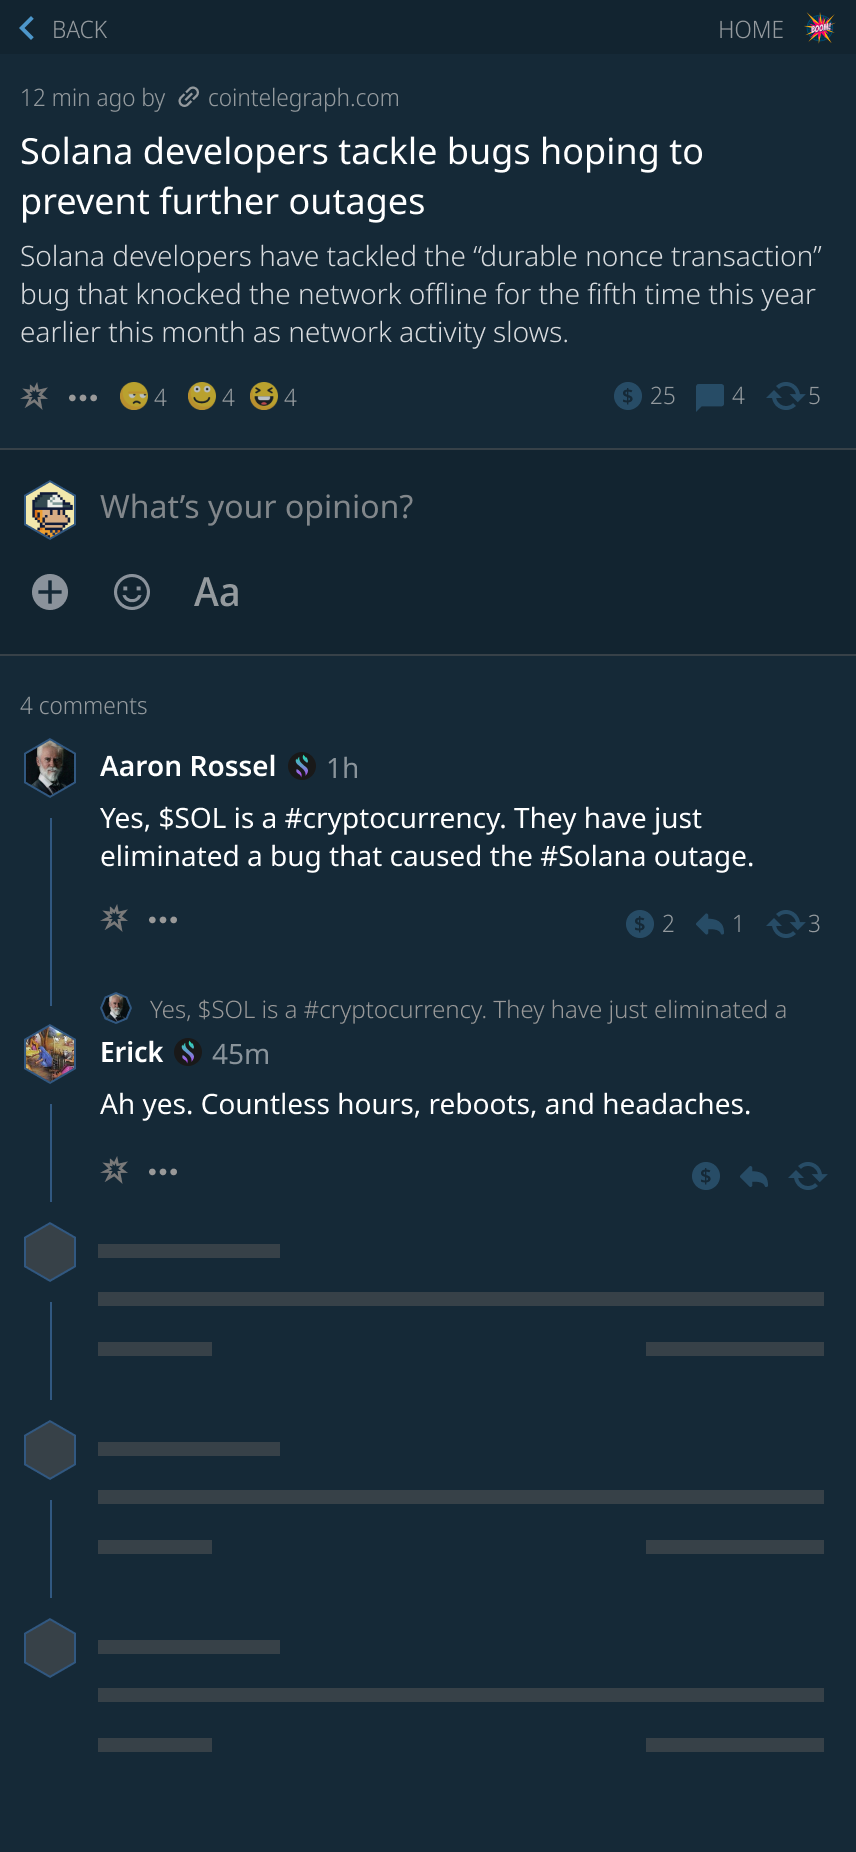 BACK
HOME
BOOM!
12 min ago by cointelegraph.com
Solana developers tackle bugs hoping to
prevent further outages
Solana developers have tackled the “durable nonce transaction”
bug that knocked the network offline for the fifth time this year
earlier this month as network activity slows.
4 4 4 $ 25 4 5
What’s your opinion?
Aa
4 comments
Aaron Rossel 1h
Yes, $SOL is a #cryptocurrency. They have just
eliminated a bug that caused the #Solana outage.
$ 2 1 3
Yes, $SOL is a #cryptocurrency. They have just eliminated a
Erick 45m
Ah yes. Countless hours, reboots, and headaches.
$